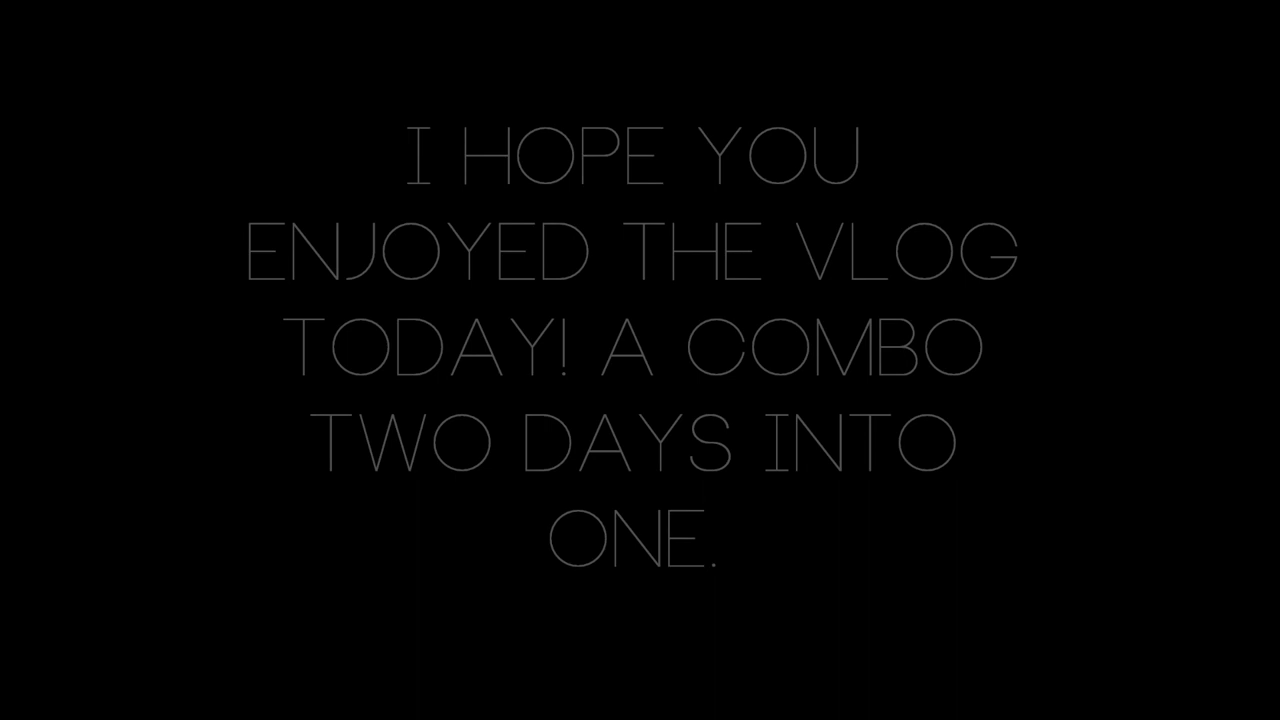 I HOPE YOU
ENJOYED THE VLOG
TODAY! A COMBO
TWO DAYS INTO
ONE.